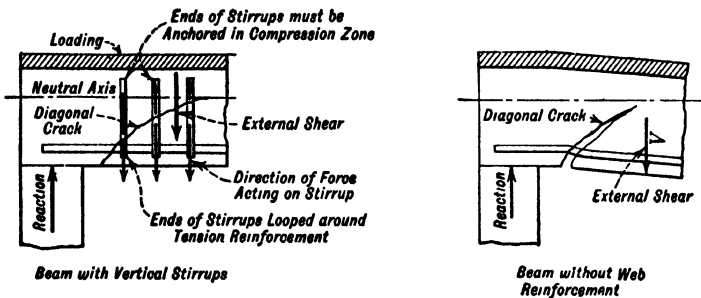 Ends of Stirrups must be
Anchored in Compression Zone
Loading
Neutral Axis
Diagonal
Crack
External Shear
Direction of Force
Acting on Stirrup
Ends of Stirrups Looped around
Tension Reinforcement
Reaction
Beam with Vertical Stirrups
Diagonal Crack
V
External Shear
Reaction
Beam without Web
Reinforcement